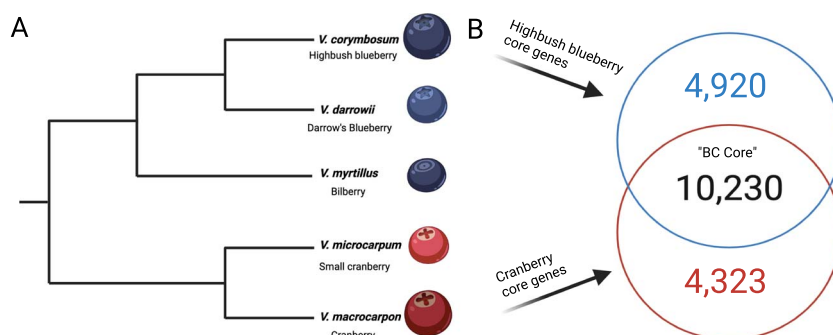 A
V. corymbosum
Highbush blueberry
V. darrowii
Darrow's Blueberry
V. myrtillus
Bilberry
V. microcarpum
Small cranberry
V. macrocarpon
Cranberry
B
Highbush blueberry
core genes
4,920
"BC Core"
10,230
Cranberry
core genes
4,323